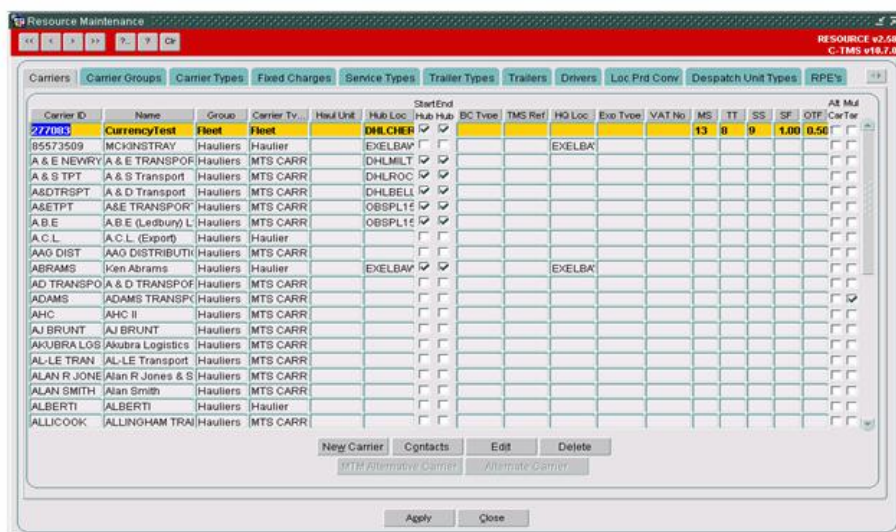 Resource Maintenance
<< < > >> ?.. ? Clr
RESOURCE v2.58
C-TMS v10.7.0
Carriers Carrier Groups Carrier Types Fixed Charges Service Types Trailer Types Trailers Drivers Loc Prd Conv Despatch Unit Types RPE's
Start End Alt Mul
Carrier ID Name Group Carrier Ty... Haul Unit Hub Loc Hub Hub BC Type TMS Ref HQ Loc Exp Type VAT No MS TT SS SF OTF Car Ter
277083 CurrencyTest Fleet Fleet DHLCHER 13 8 9 1.00 0.50
85573509 MCKINSTRAY Hauliers Haulier EXELBAW EXELBA
A & E NEWRY A & E TRANSPOR Hauliers MTS CARR DHLMILT
A & S TPT A & S Transport Hauliers MTS CARR DHLROC
A&DTRSPT A & D Transport Hauliers MTS CARR DHLBELL
A&ETPT A&E TRANSPOR Hauliers MTS CARR OBSPL15
A.B.E A.B.E (Ledbury) L Hauliers MTS CARR OBSPL15
A.C.L. A.C.L. (Export) Hauliers Haulier
AAG DIST AAG DISTRIBUTI Hauliers MTS CARR
ABRAMS Ken Abrams Hauliers Haulier EXELBAW EXELBA
AD TRANSPO A & D TRANSPOR Hauliers MTS CARR
ADAMS ADAMS TRANSP Hauliers MTS CARR
AHC AHC II Hauliers MTS CARR
AJ BRUNT AJ BRUNT Hauliers MTS CARR
AKUBRA LGS Akubra Logistics Hauliers MTS CARR
AL-LE TRAN AL-LE Transport Hauliers MTS CARR
ALAN R JONE Alan R Jones & S Hauliers MTS CARR
ALAN SMITH Alan Smith Hauliers MTS CARR
ALBERTI ALBERTI Hauliers Haulier
ALLICOOK ALLINGHAM TRA Hauliers MTS CARR
New Carrier Contacts Edit Delete
MTM Alternative Carrier Alternate Carrier
Apply Close